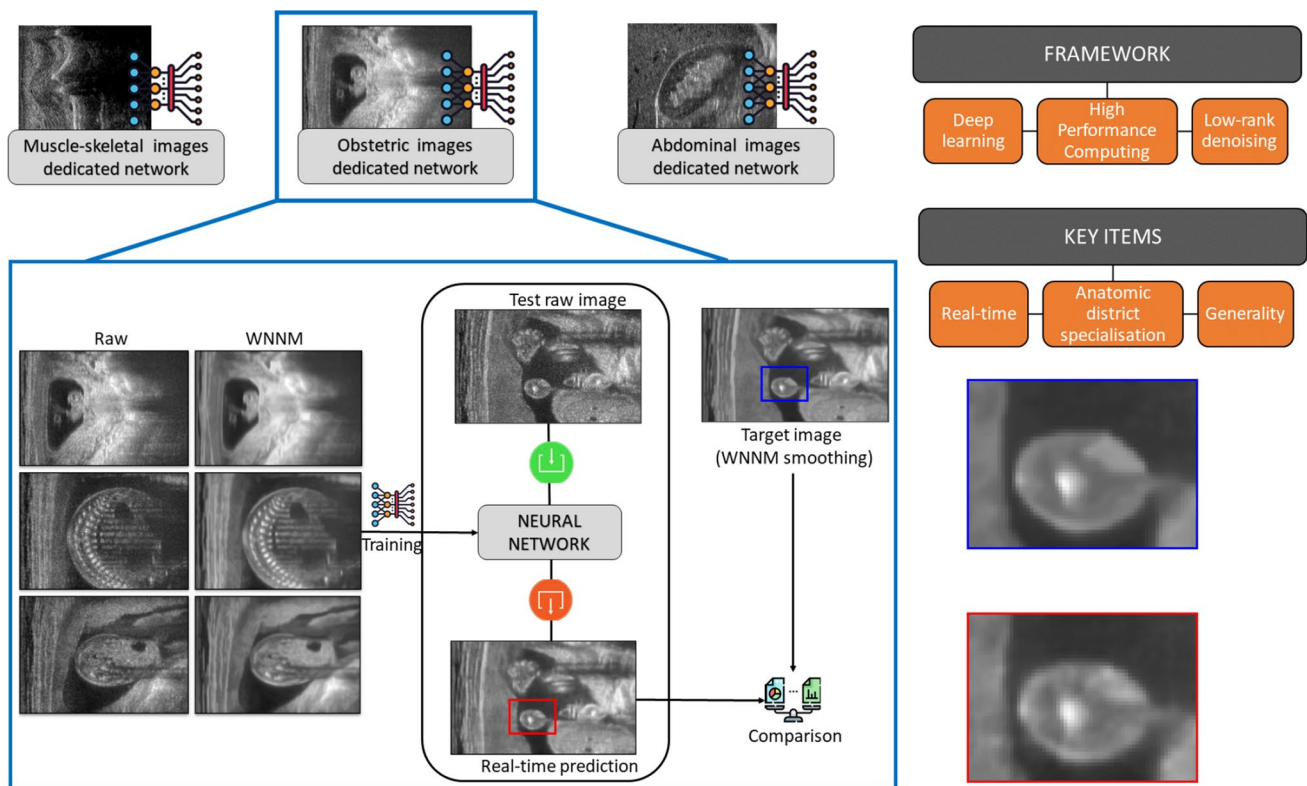 Muscle-skeletal images
dedicated network
Obstetric images
dedicated network
Abdominal images
dedicated network
FRAMEWORK
Deep
learning
High
Performance
Computing
Low-rank
denoising
KEY ITEMS
Real-time
Anatomic
district
specialisation
Generality
Raw
WNNM
Training
Test raw image
NEURAL
NETWORK
Real-time prediction
Target image
(WNNM smoothing)
Comparison